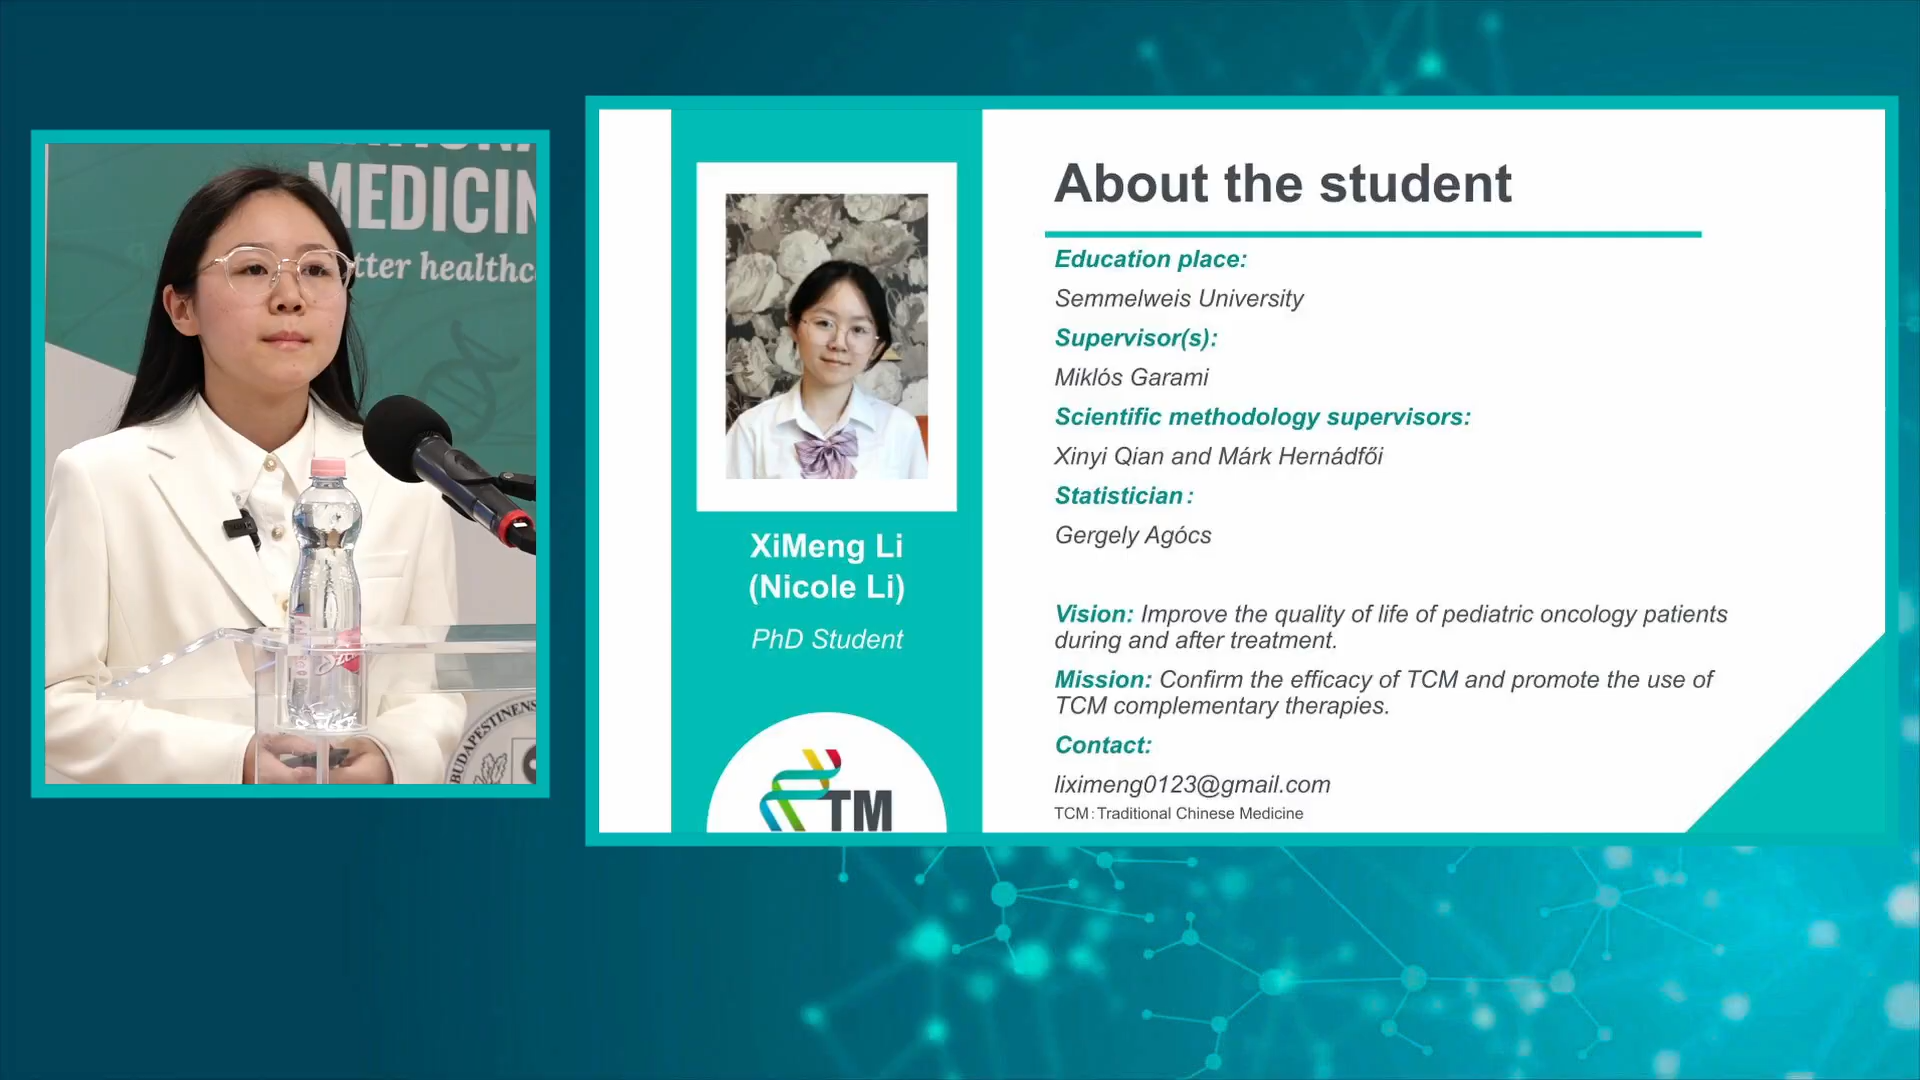 MEDICIN
tter healthc
BUDAPESTINENS
About the student
Education place:
Semmelweis University
Supervisor(s):
Miklós Garami
Scientific methodology supervisors:
Xinyi Qian and Márk Hernádfői
Statistician:
Gergely Agócs
Vision: Improve the quality of life of pediatric oncology patients
during and after treatment.
Mission: Confirm the efficacy of TCM and promote the use of
TCM complementary therapies.
Contact:
liximeng0123@gmail.com
TCM: Traditional Chinese Medicine
XiMeng Li
(Nicole Li)
PhD Student
TM